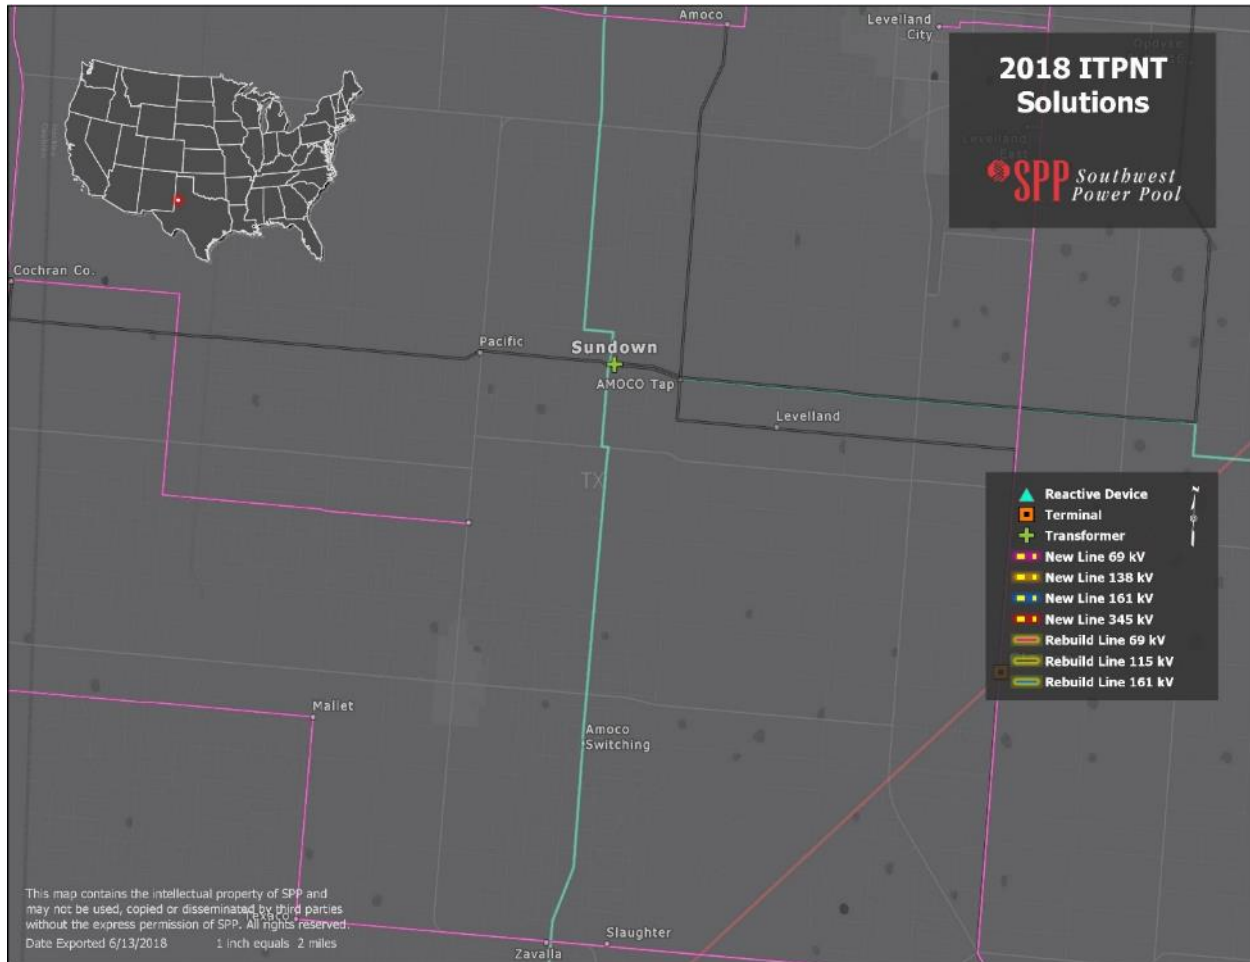 Amoco
Levelland
City
2018 ITPNT
Solutions
SPP Southwest
Power Pool
Opdyke
Levelland
East
Cochran Co.
Pacific
Sundown
AMOCO Tap
Levelland
TX
Reactive Device
Terminal
Transformer
New Line 69 kV
New Line 138 kV
New Line 161 kV
New Line 345 kV
Rebuild Line 69 kV
Rebuild Line 115 kV
Rebuild Line 161 kV
Mallet
Amoco
Switching
This map contains the intellectual property of SPP and
may not be used, copied or disseminated by third parties
without the express permission of SPP. All rights reserved.
Date Exported 6/13/2018 1 inch equals 2 miles
Texaco
Slaughter
Zavalla